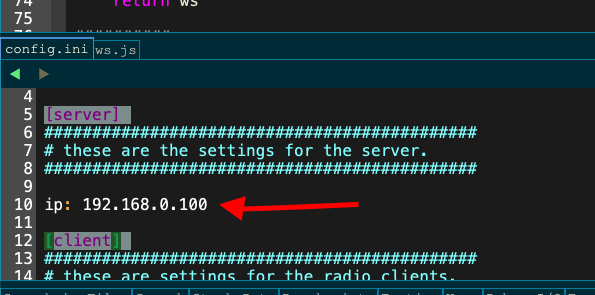 74 return ws
75
config.ini ws.js
4
5 [server]
6 #############################################
7 # these are the settings for the server.
8 #############################################
9
10 ip: 192.168.0.100
11
12 [client]
13 #############################################
14 # these are settings for the radio clients.